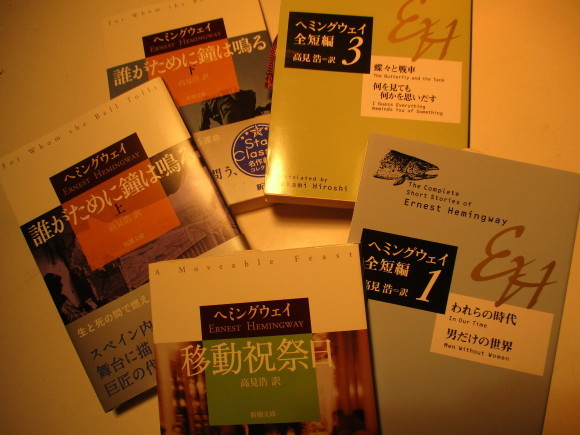 For Whom the Bell Tolls
ヘミングウェイ
ERNEST HEMINGWAY
誰がために鐘は鳴る
下
高見浩 訳
Star
Classics
名作
コレク
問う、
新
ヘミングウェイ
全短編
3
高見 浩=訳
EH
蝶々と戦車
The Butterfly and the Tank
何を見ても
何かを思いだす
I Guess Everything
Reminds You of Something
Translated by
Takami Hiroshi
For Whom the Bell Tolls
ヘミングウェイ
ERNEST HEMINGWAY
誰がために鐘は鳴る
上
高見浩 訳
新潮文庫
生と死の間で燃え
スペイン内
舞台に描
巨匠の代
The Complete
Short Stories of
Ernest Hemingway
EH
ヘミングウェイ
全短編
1
高見 浩=訳
われらの時代
In Our Time
男だけの世界
Men Without Women
A Moveable Feast
ヘミングウェイ
ERNEST HEMINGWAY
移動祝祭日
高見浩 訳
新潮文庫